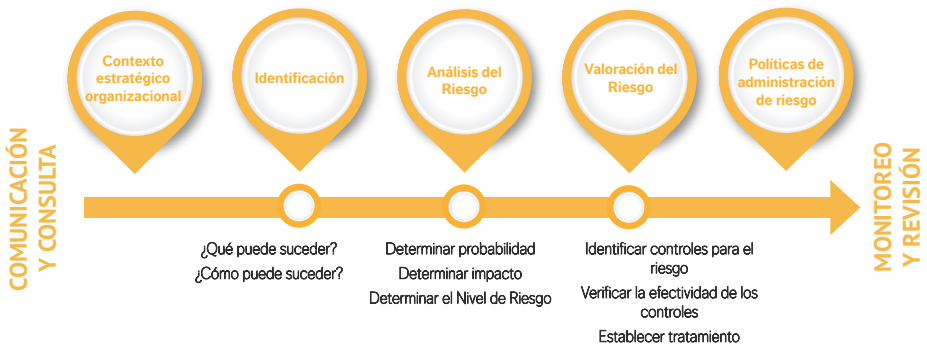 COMUNICACIÓN
Y CONSULTA
Contexto
estratégico
organizacional
Identificación
Análisis del
Riesgo
Valoración del
Riesgo
Políticas de
administración
de riesgo
¿Qué puede suceder?
¿Cómo puede suceder?
Determinar probabilidad
Determinar impacto
Determinar el Nivel de Riesgo
Identificar controles para el
riesgo
Verificar la efectividad de los
controles
Establecer tratamiento
MONITOREO
Y REVISIÓN